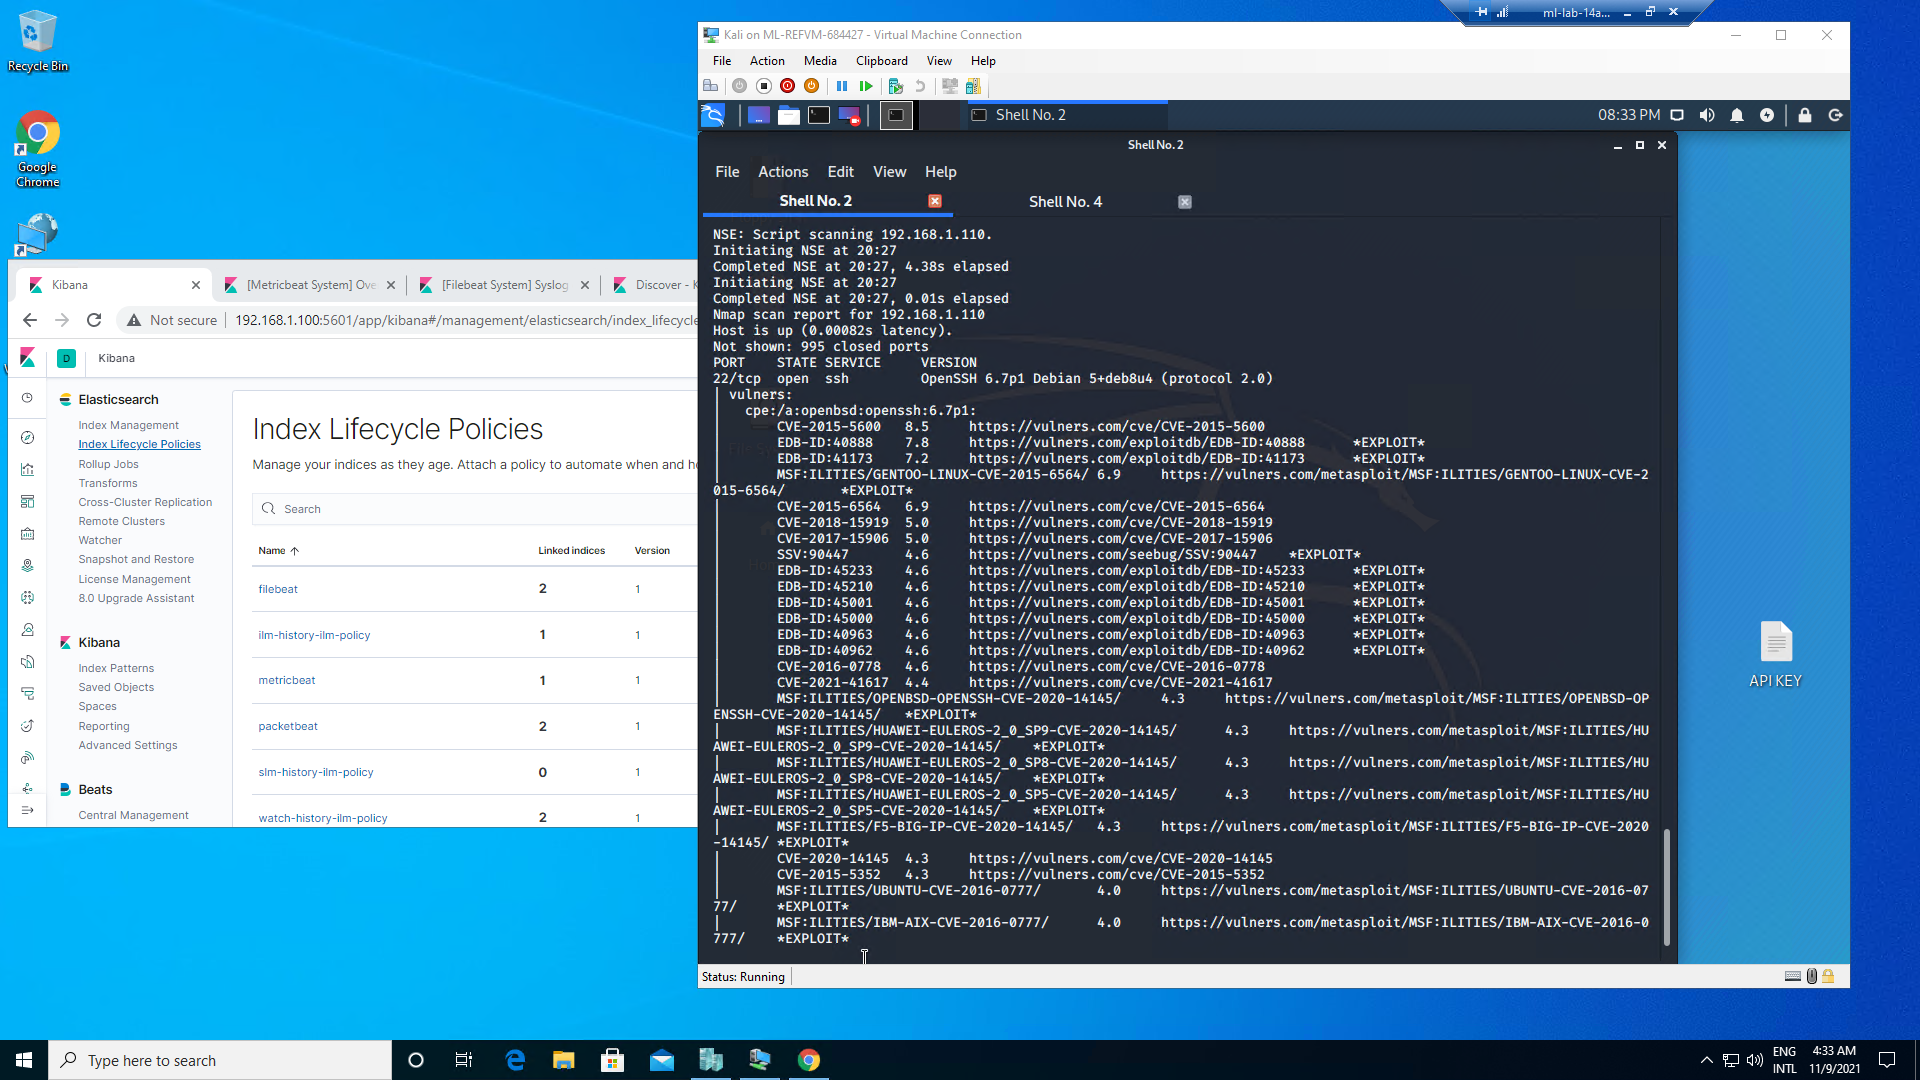 Recycle Bin
Google
Chrome
ml-lab-14a...
Kali on ML-REFVM-684427 - Virtual Machine Connection
File Action Media Clipboard View Help
Shell No. 2
08:33 PM
Shell No. 2
File Actions Edit View Help
Shell No. 2
Shell No. 4
NSE: Script scanning 192.168.1.110.
Initiating NSE at 20:27
Completed NSE at 20:27, 4.38s elapsed
Initiating NSE at 20:27
Completed NSE at 20:27, 0.01s elapsed
Nmap scan report for 192.168.1.110
Host is up (0.00082s latency).
Not shown: 995 closed ports
PORT STATE SERVICE VERSION
22/tcp open ssh OpenSSH 6.7p1 Debian 5+deb8u4 (protocol 2.0)
| vulners:
| cpe:/a:openbsd:openssh:6.7p1:
| CVE-2015-5600 8.5 https://vulners.com/cve/CVE-2015-5600
| EDB-ID:40888 7.8 https://vulners.com/exploitdb/EDB-ID:40888 *EXPLOIT*
| EDB-ID:41173 7.2 https://vulners.com/exploitdb/EDB-ID:41173 *EXPLOIT*
| MSF:ILITIES/GENTOO-LINUX-CVE-2015-6564/ 6.9 https://vulners.com/metasploit/MSF:ILITIES/GENTOO-LINUX-CVE-2
015-6564/ *EXPLOIT*
| CVE-2015-6564 6.9 https://vulners.com/cve/CVE-2015-6564
| CVE-2018-15919 5.0 https://vulners.com/cve/CVE-2018-15919
| CVE-2017-15906 5.0 https://vulners.com/cve/CVE-2017-15906
| SSV:90447 4.6 https://vulners.com/seebug/SSV:90447 *EXPLOIT*
| EDB-ID:45233 4.6 https://vulners.com/exploitdb/EDB-ID:45233 *EXPLOIT*
| EDB-ID:45210 4.6 https://vulners.com/exploitdb/EDB-ID:45210 *EXPLOIT*
| EDB-ID:45001 4.6 https://vulners.com/exploitdb/EDB-ID:45001 *EXPLOIT*
| EDB-ID:45000 4.6 https://vulners.com/exploitdb/EDB-ID:45000 *EXPLOIT*
| EDB-ID:40963 4.6 https://vulners.com/exploitdb/EDB-ID:40963 *EXPLOIT*
| EDB-ID:40962 4.6 https://vulners.com/exploitdb/EDB-ID:40962 *EXPLOIT*
| CVE-2016-0778 4.6 https://vulners.com/cve/CVE-2016-0778
| CVE-2021-41617 4.4 https://vulners.com/cve/CVE-2021-41617
| MSF:ILITIES/OPENBSD-OPENSSH-CVE-2020-14145/ 4.3 https://vulners.com/metasploit/MSF:ILITIES/OPENBSD-OP
ENSSH-CVE-2020-14145/ *EXPLOIT*
| MSF:ILITIES/HUAWEI-EULEROS-2_0_SP9-CVE-2020-14145/ 4.3 https://vulners.com/metasploit/MSF:ILITIES/HU
AWEI-EULEROS-2_0_SP9-CVE-2020-14145/ *EXPLOIT*
| MSF:ILITIES/HUAWEI-EULEROS-2_0_SP8-CVE-2020-14145/ 4.3 https://vulners.com/metasploit/MSF:ILITIES/HU
AWEI-EULEROS-2_0_SP8-CVE-2020-14145/ *EXPLOIT*
| MSF:ILITIES/HUAWEI-EULEROS-2_0_SP5-CVE-2020-14145/ 4.3 https://vulners.com/metasploit/MSF:ILITIES/HU
AWEI-EULEROS-2_0_SP5-CVE-2020-14145/ *EXPLOIT*
| MSF:ILITIES/F5-BIG-IP-CVE-2020-14145/ 4.3 https://vulners.com/metasploit/MSF:ILITIES/F5-BIG-IP-CVE-2020
-14145/ *EXPLOIT*
| CVE-2020-14145 4.3 https://vulners.com/cve/CVE-2020-14145
| CVE-2015-5352 4.3 https://vulners.com/cve/CVE-2015-5352
| MSF:ILITIES/UBUNTU-CVE-2016-0777/ 4.0 https://vulners.com/metasploit/MSF:ILITIES/UBUNTU-CVE-2016-07
77/ *EXPLOIT*
| MSF:ILITIES/IBM-AIX-CVE-2016-0777/ 4.0 https://vulners.com/metasploit/MSF:ILITIES/IBM-AIX-CVE-2016-0
777/ *EXPLOIT*
Status: Running
API KEY
Kibana
[Metricbeat System] Ove
[Filebeat System] Syslog
Discover - K
Not secure 192.168.1.100:5601/app/kibana#/management/elasticsearch/index_lifecycle
D Kibana
Elasticsearch
Index Management
Index Lifecycle Policies
Rollup Jobs
Transforms
Cross-Cluster Replication
Remote Clusters
Watcher
Snapshot and Restore
License Management
8.0 Upgrade Assistant
Kibana
Index Patterns
Saved Objects
Spaces
Reporting
Advanced Settings
Beats
Central Management
Index Lifecycle Policies
Manage your indices as they age. Attach a policy to automate when and h
Search
Name Linked indices Version
filebeat 2 1
ilm-history-ilm-policy 1 1
metricbeat 1 1
packetbeat 2 1
slm-history-ilm-policy 0 1
watch-history-ilm-policy 2 1
Type here to search
ENG
INTL
4:33 AM
11/9/2021